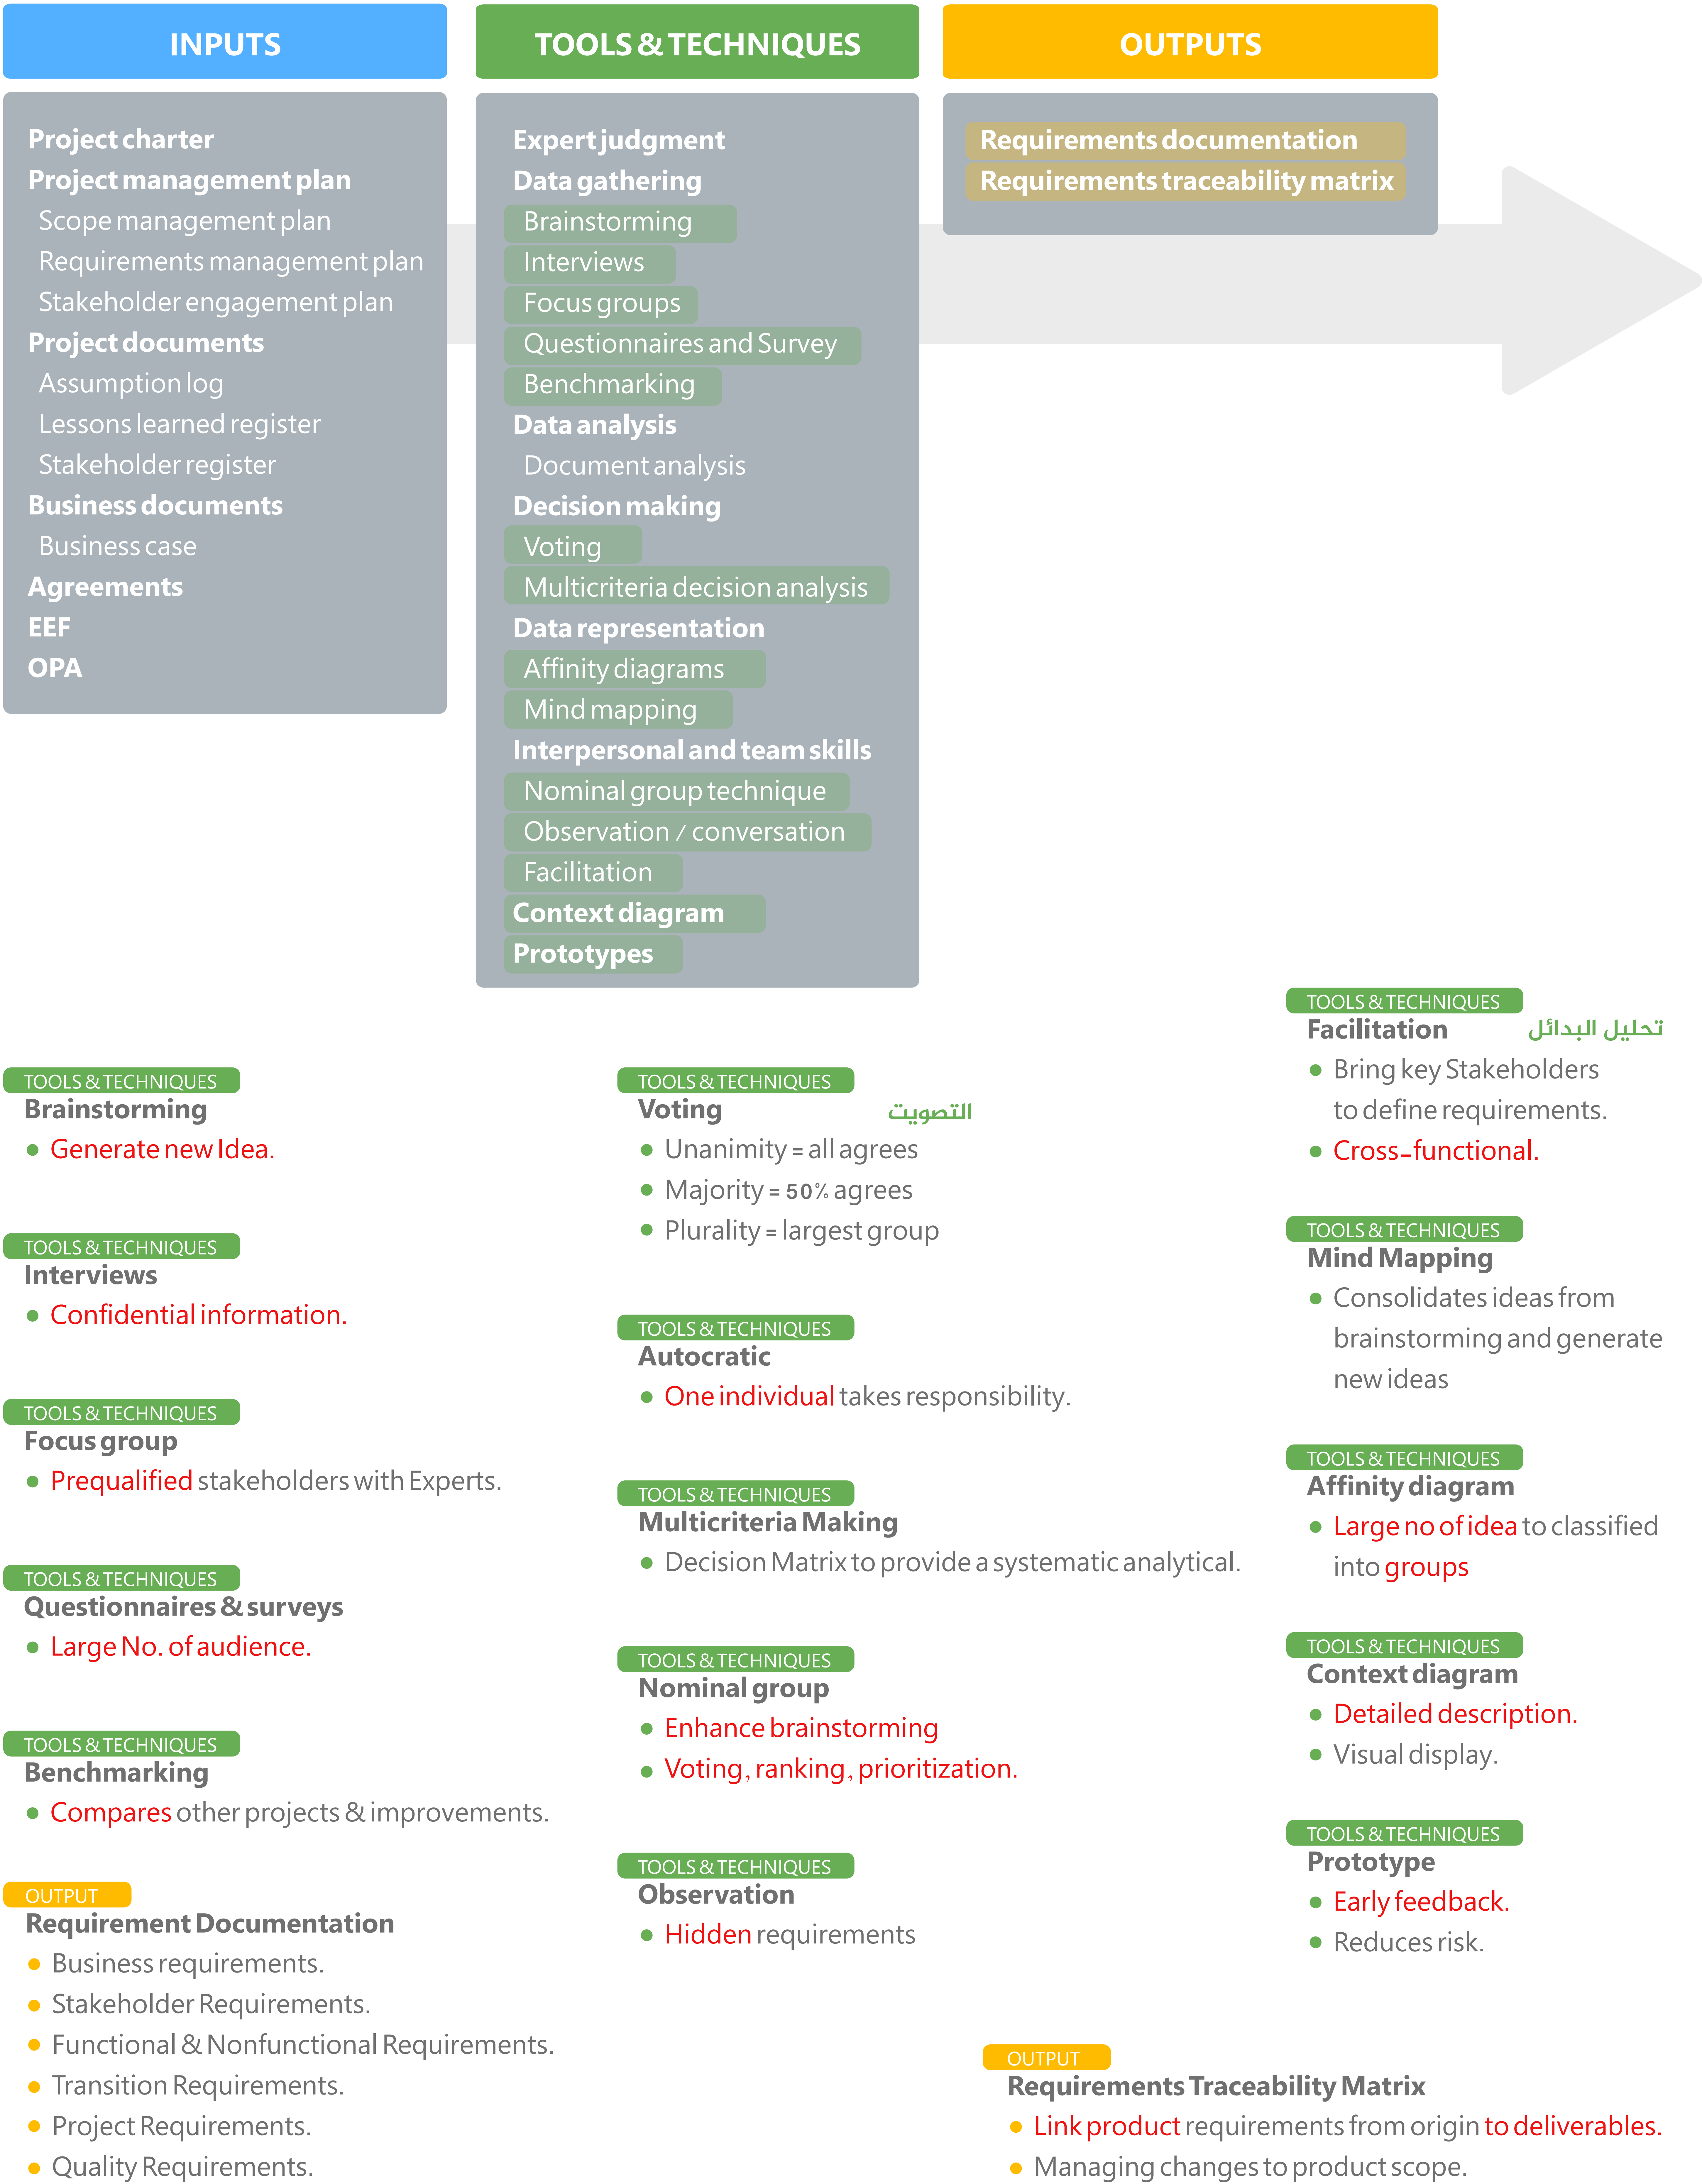 INPUTS
Project charter
Project management plan
Scope management plan
Requirements management plan
Stakeholder engagement plan
Project documents
Assumption log
Lessons learned register
Stakeholder register
Business documents
Business case
Agreements
EEF
OPA
TOOLS & TECHNIQUES
Expert judgment
Data gathering
Brainstorming
Interviews
Focus groups
Questionnaires and Survey
Benchmarking
Data analysis
Document analysis
Decision making
Voting
Multicriteria decision analysis
Data representation
Affinity diagrams
Mind mapping
Interpersonal and team skills
Nominal group technique
Observation / conversation
Facilitation
Context diagram
Prototypes
OUTPUTS
Requirements documentation
Requirements traceability matrix
TOOLS & TECHNIQUES
Brainstorming
• Generate new Idea.
TOOLS & TECHNIQUES
Interviews
• Confidential information.
TOOLS & TECHNIQUES
Focus group
• Prequalified stakeholders with Experts.
TOOLS & TECHNIQUES
Questionnaires & surveys
• Large No. of audience.
TOOLS & TECHNIQUES
Benchmarking
• Compares other projects & improvements.
OUTPUT
Requirement Documentation
• Business requirements.
• Stakeholder Requirements.
• Functional & Nonfunctional Requirements.
• Transition Requirements.
• Project Requirements.
• Quality Requirements.
TOOLS & TECHNIQUES
Voting التصويت
• Unanimity = all agrees
• Majority = 50% agrees
• Plurality = largest group
TOOLS & TECHNIQUES
Autocratic
• One individual takes responsibility.
TOOLS & TECHNIQUES
Multicriteria Making
• Decision Matrix to provide a systematic analytical.
TOOLS & TECHNIQUES
Nominal group
• Enhance brainstorming
• Voting, ranking, prioritization.
TOOLS & TECHNIQUES
Observation
• Hidden requirements
TOOLS & TECHNIQUES
Facilitation تحليل البدائل
• Bring key Stakeholders
to define requirements.
• Cross-functional.
TOOLS & TECHNIQUES
Mind Mapping
• Consolidates ideas from
brainstorming and generate
new ideas
TOOLS & TECHNIQUES
Affinity diagram
• Large no of idea to classified
into groups
TOOLS & TECHNIQUES
Context diagram
• Detailed description.
• Visual display.
TOOLS & TECHNIQUES
Prototype
• Early feedback.
• Reduces risk.
OUTPUT
Requirements Traceability Matrix
• Link product requirements from origin to deliverables.
• Managing changes to product scope.